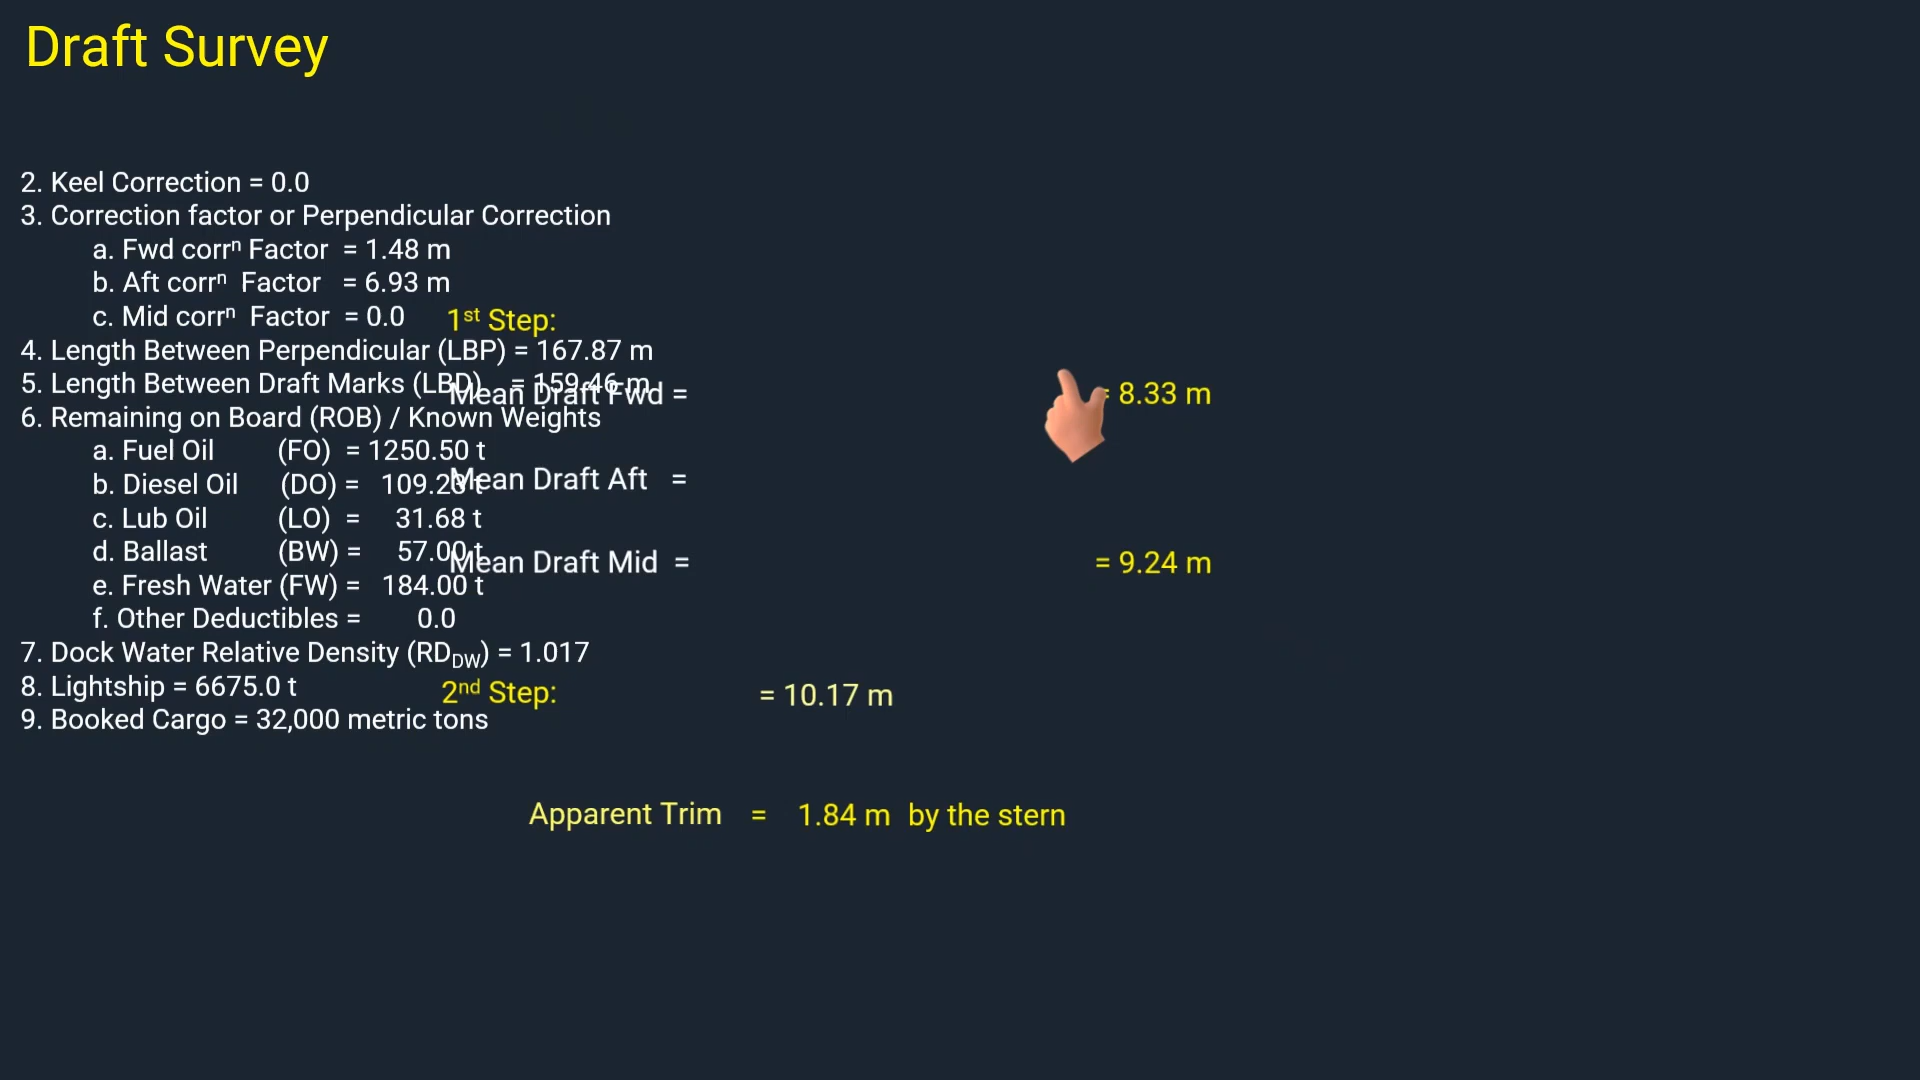 Draft Survey
2. Keel Correction = 0.0
3. Correction factor or Perpendicular Correction
a. Fwd corrⁿ Factor = 1.48 m
b. Aft corrⁿ Factor = 6.93 m
c. Mid corrⁿ Factor = 0.0
1st Step:
4. Length Between Perpendicular (LBP) = 167.87 m
5. Length Between Draft Marks (LBD) = 159.46 m
Mean Draft Fwd = = 8.33 m
6. Remaining on Board (ROB) / Known Weights
a. Fuel Oil (FO) = 1250.50 t
b. Diesel Oil (DO) = t
Mean Draft Aft =
c. Lub Oil (LO) = 31.68 t
d. Ballast (BW) = 57.00 t
Mean Draft Mid = = 9.24 m
e. Fresh Water (FW) = 184.00 t
f. Other Deductibles = 0.0
7. Dock Water Relative Density (RDDW) = 1.017
8. Lightship = 6675.0 t
2nd Step: = 10.17 m
9. Booked Cargo = 32,000 metric tons
Apparent Trim = 1.84 m by the stern